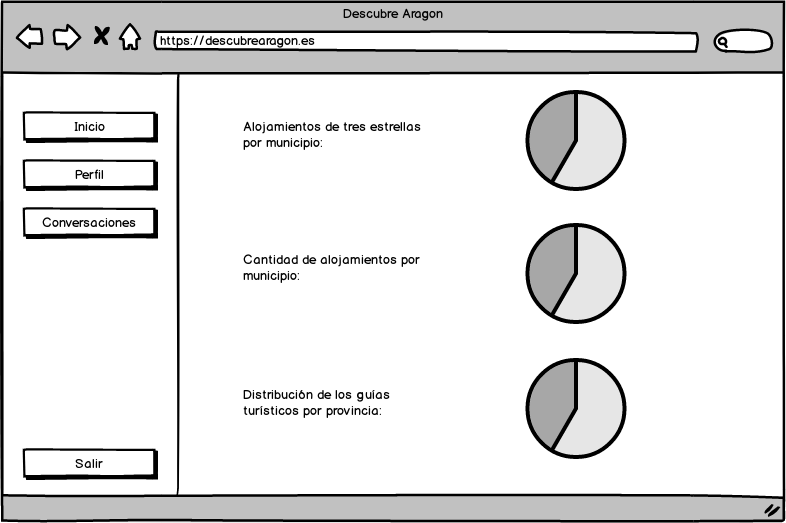 Descubre Aragon
https://descubrearagon.es
Inicio
Perfil
Conversaciones
Salir
Alojamientos de tres estrellas
por municipio:
Cantidad de alojamientos por
municipio:
Distribución de los guías
turísticos por provincia: